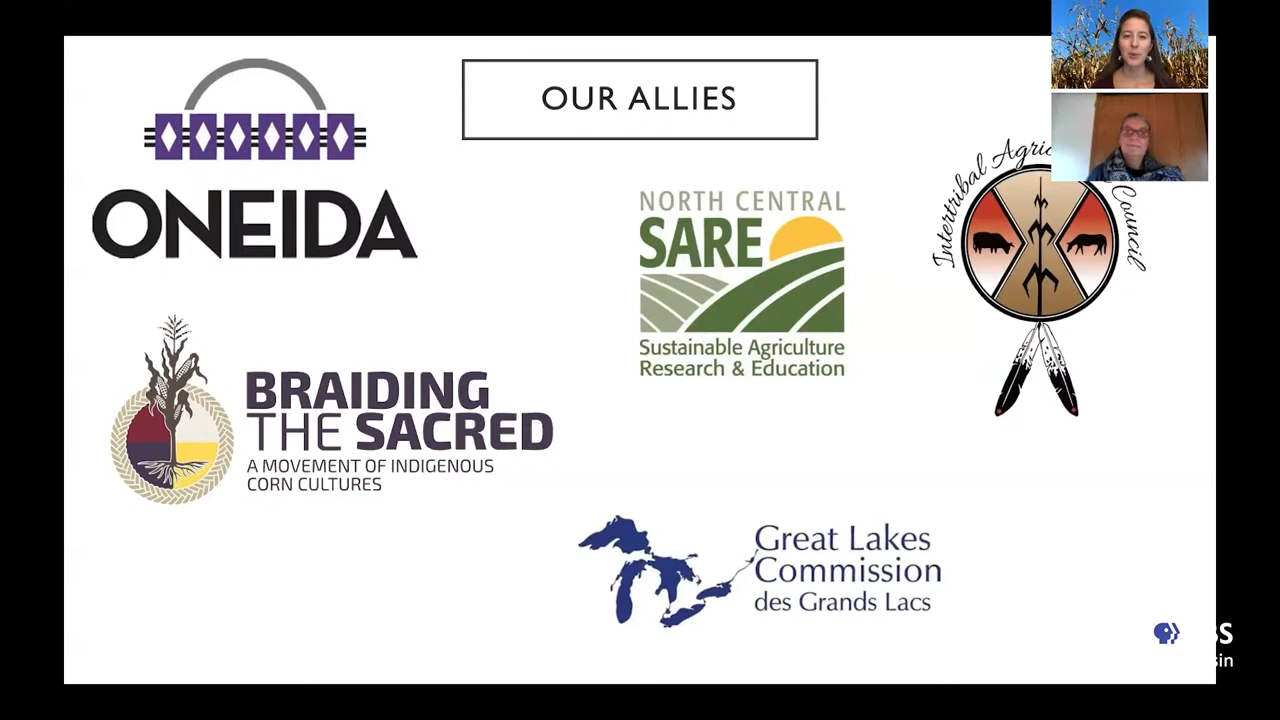 OUR ALLIES
ONEIDA
NORTH CENTRAL
SARE
Sustainable Agriculture
Research & Education
Intertribal
Council
BRAIDING
THE SACRED
A MOVEMENT OF INDIGENOUS
CORN CULTURES
Great Lakes
Commission
des Grands Lacs